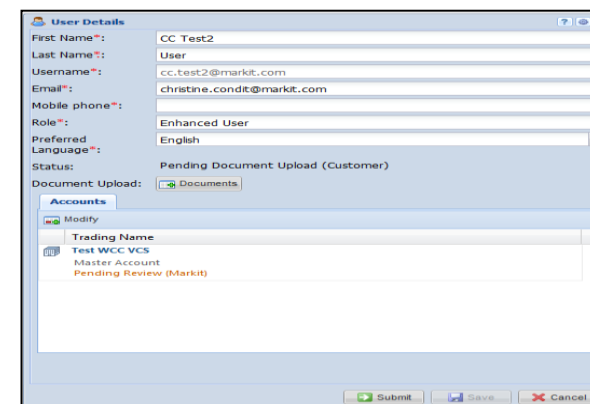 User Details
First Name*: CC Test2
Last Name*: User
Username*: cc.test2@markit.com
Email*: christine.condit@markit.com
Mobile phone*:
Role*: Enhanced User
Preferred Language*: English
Status: Pending Document Upload (Customer)
Document Upload: Documents
Accounts
Modify
Trading Name
Test WCC VCS
Master Account
Pending Review (Markit)
Submit Save Cancel